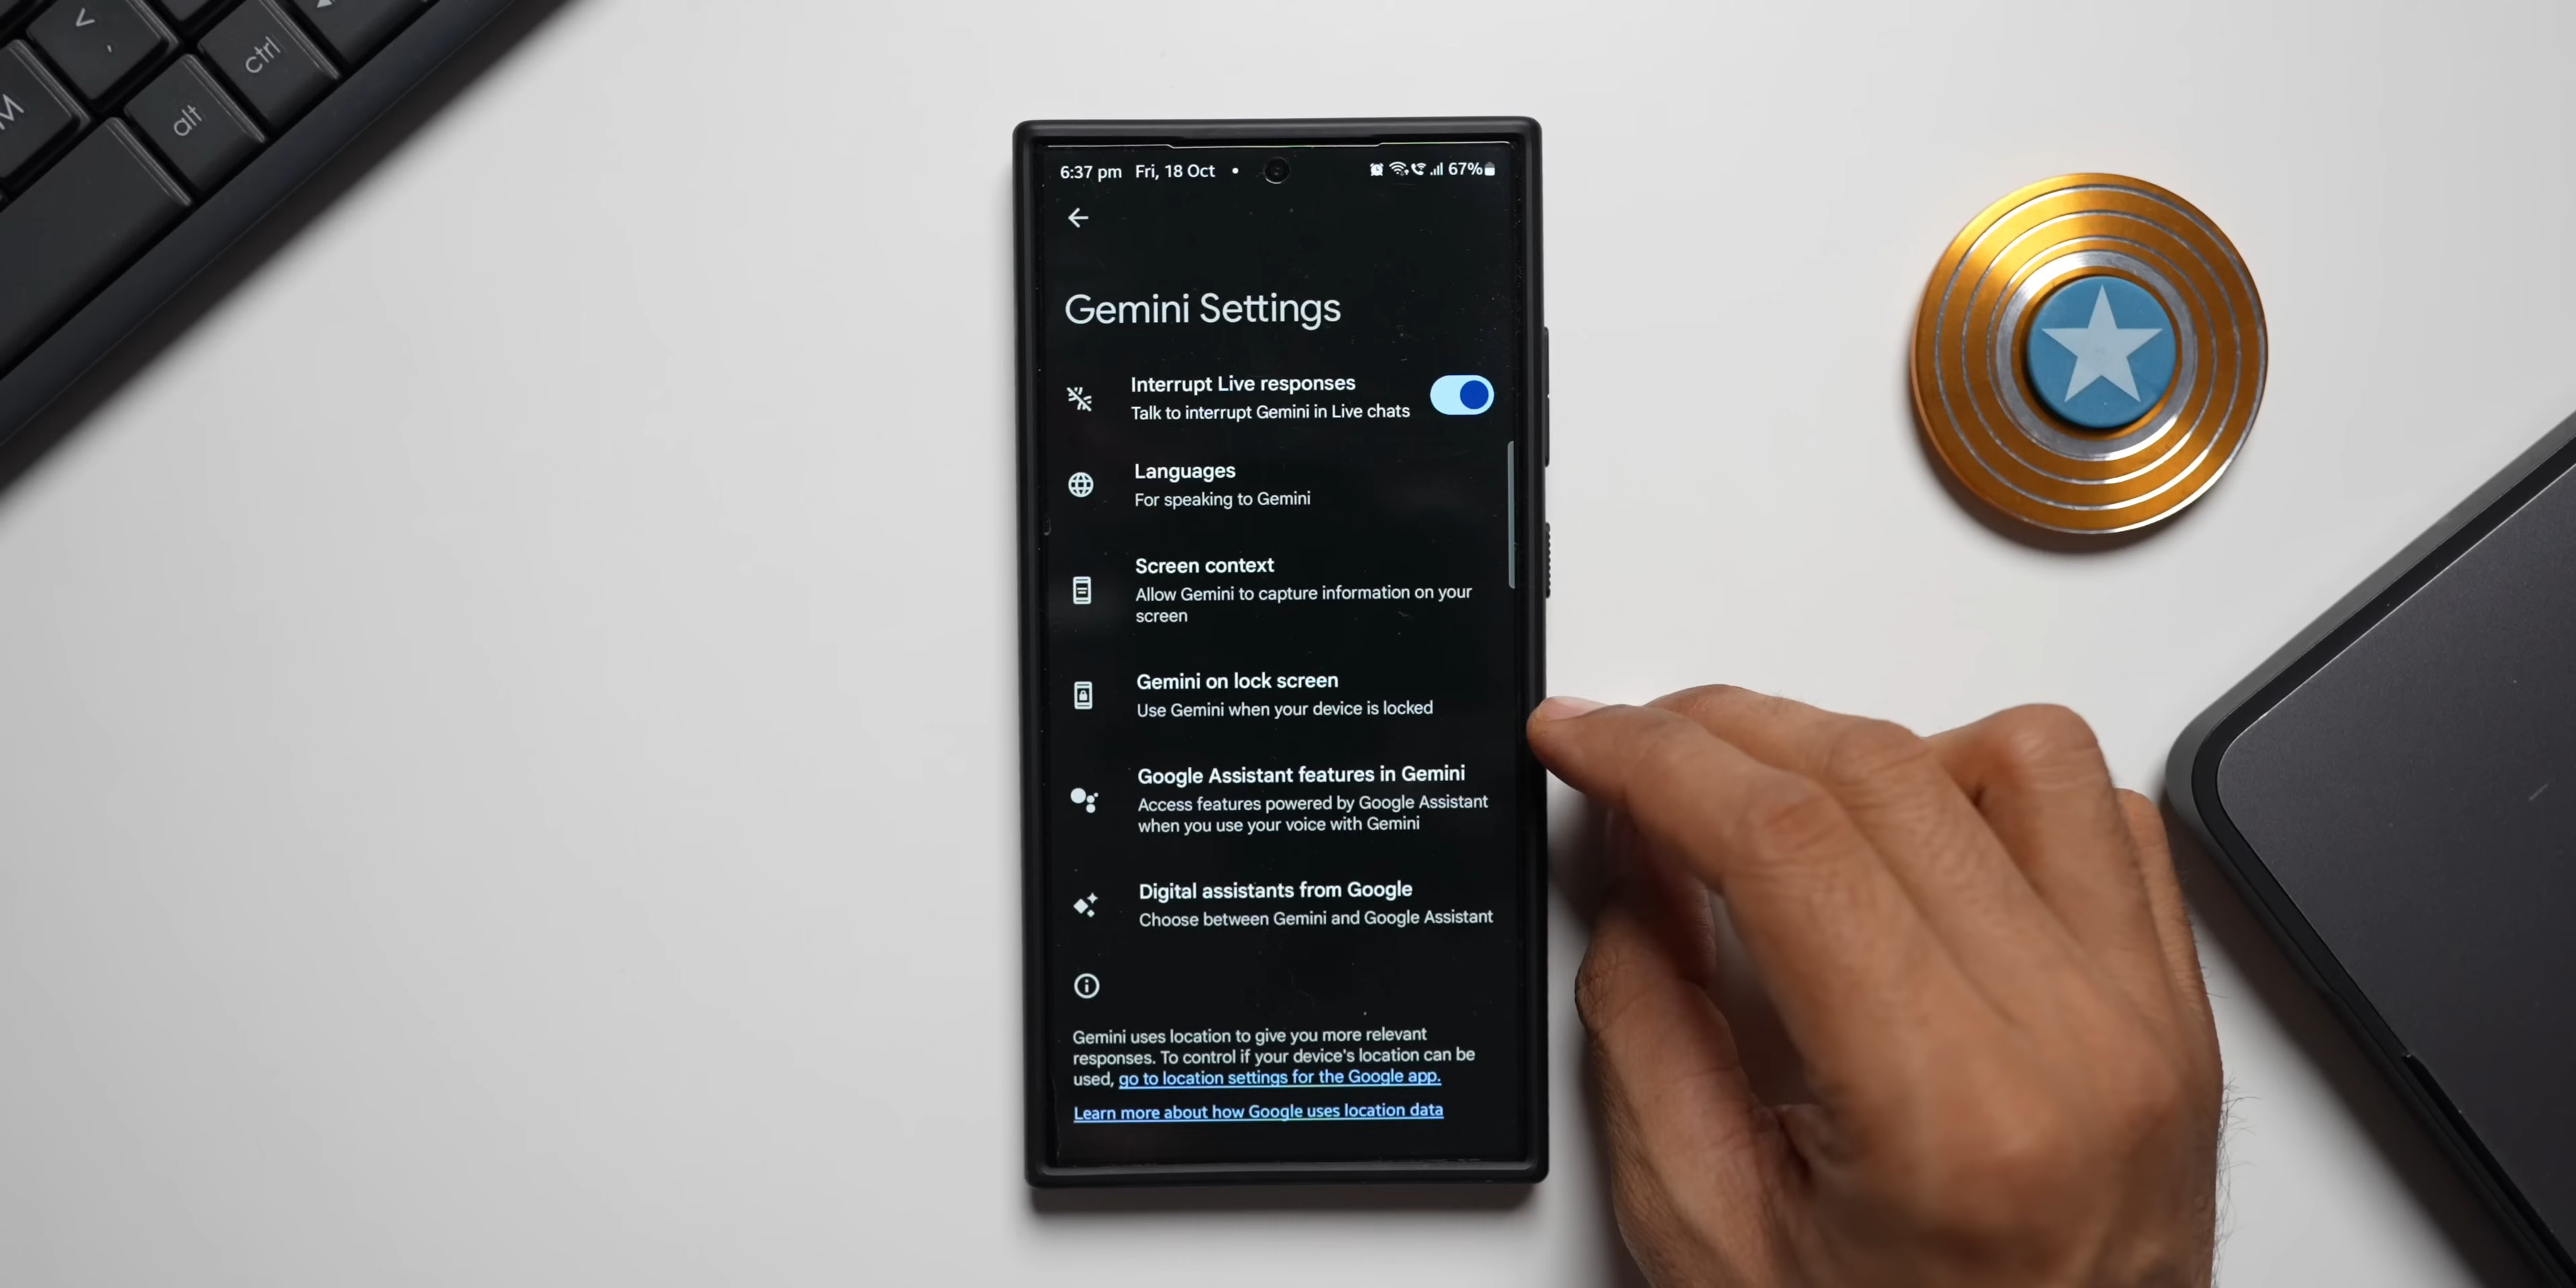 ctrl
alt
M
6:37 pm Fri, 18 Oct • 67%
Gemini Settings
Interrupt Live responses
Talk to interrupt Gemini in Live chats
Languages
For speaking to Gemini
Screen context
Allow Gemini to capture information on your
screen
Gemini on lock screen
Use Gemini when your device is locked
Google Assistant features in Gemini
Access features powered by Google Assistant
when you use your voice with Gemini
Digital assistants from Google
Choose between Gemini and Google Assistant
Gemini uses location to give you more relevant
responses. To control if your device's location can be
used, go to location settings for the Google app.
Learn more about how Google uses location data